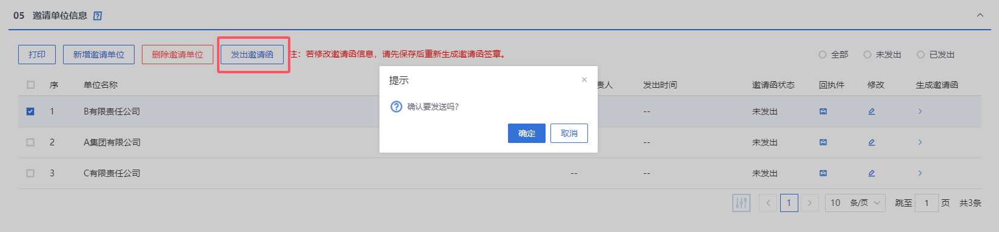 05 邀请单位信息
打印 新增邀请单位 删除邀请单位 发出邀请函 注：若修改邀请函信息，请先保存后重新生成邀请函签章。 全部 未发出 已发出
提示
序 单位名称 责人 发出时间 邀请函状态 回执件 修改 生成邀请函
确认要发送吗?
1 B有限责任公司 -- 未发出
确定 取消
2 A集团有限公司 -- 未发出
3 C有限责任公司 -- -- 未发出
1 10 条/页 跳至 1 页 共3条